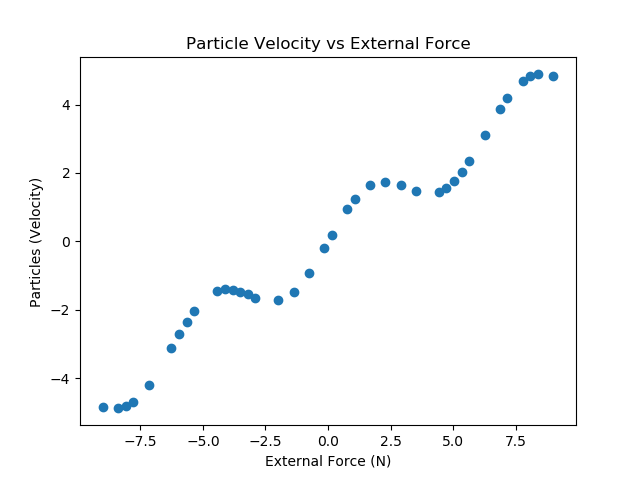 Particle Velocity vs External Force
Particles (Velocity)
4
2
0
−2
−4
−7.5 −5.0 −2.5 0.0 2.5 5.0 7.5
External Force (N)